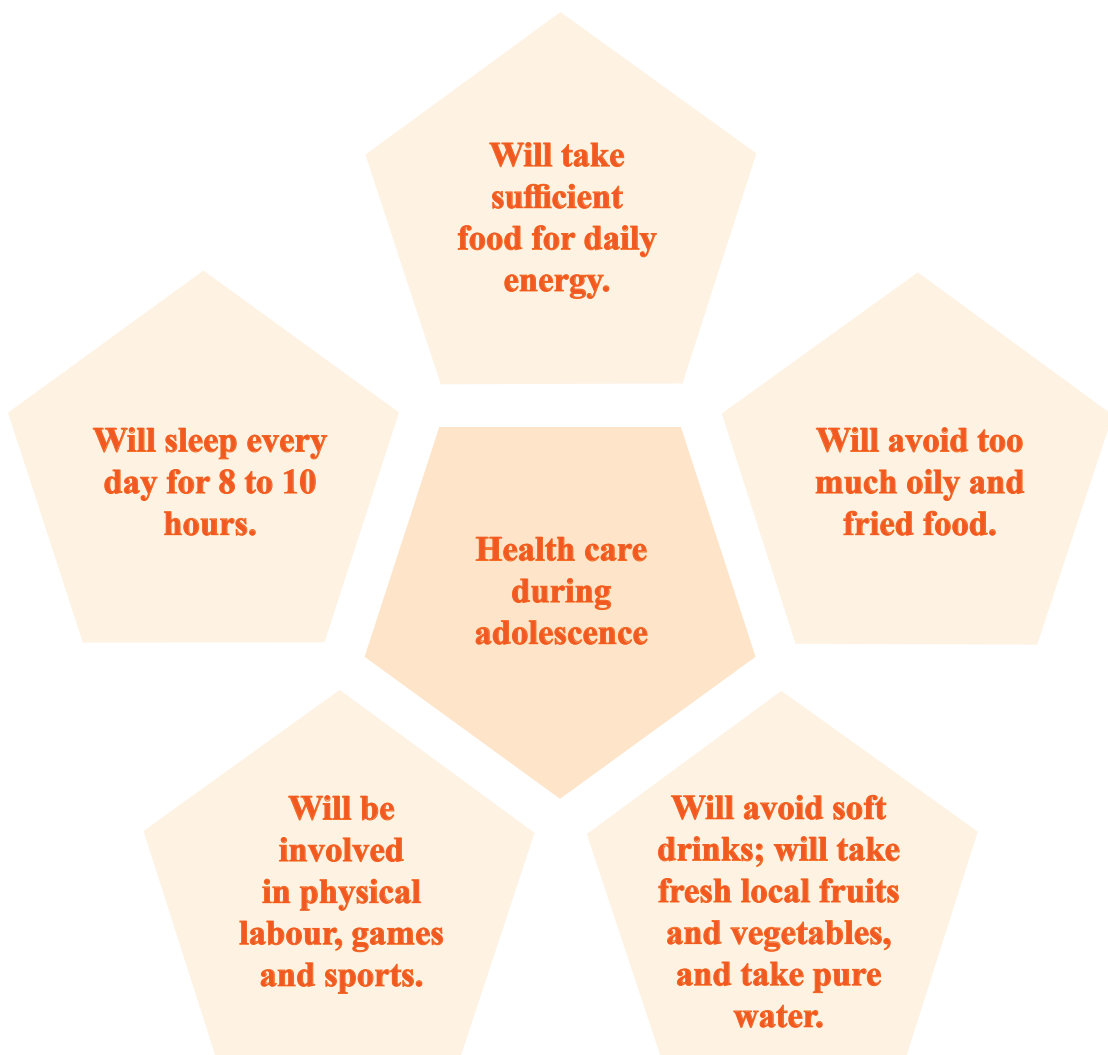 Will take
sufficient
food for daily
energy.
Will sleep every
day for 8 to 10
hours.
Will avoid too
much oily and
fried food.
Health care
during
adolescence
Will be
involved
in physical
labour, games
and sports.
Will avoid soft
drinks; will take
fresh local fruits
and vegetables,
and take pure
water.